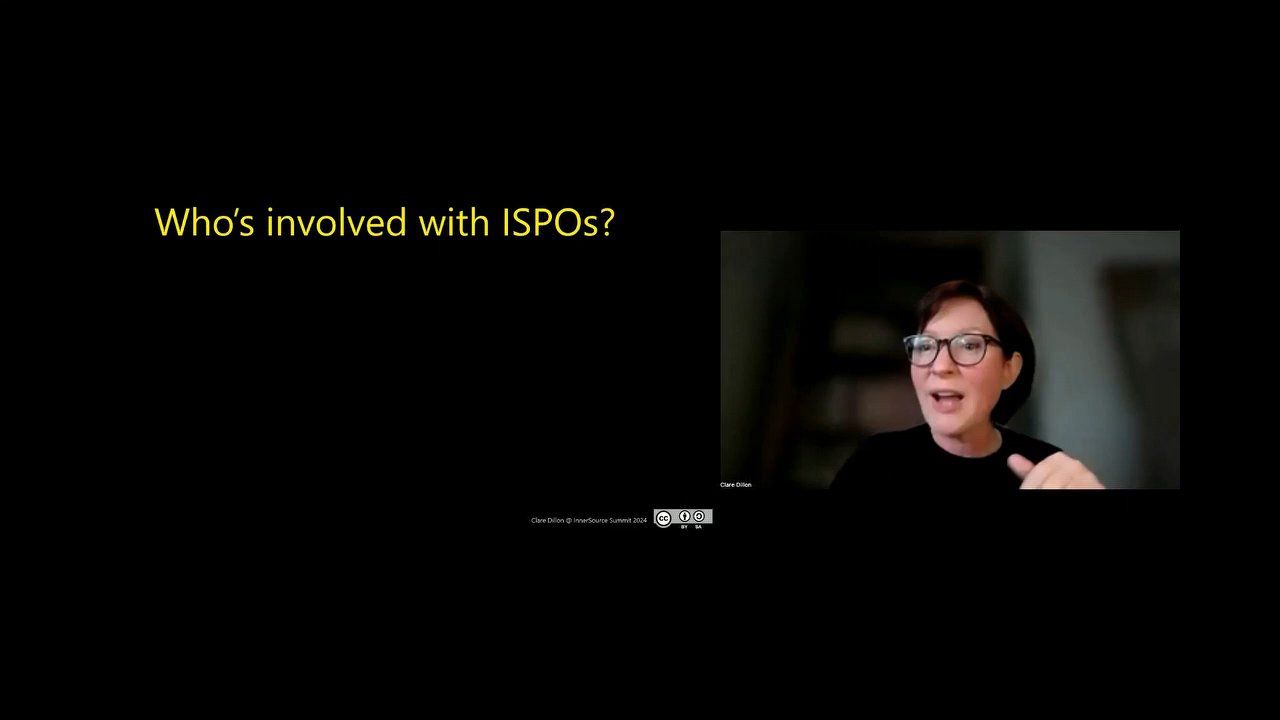 Who's involved with ISPOs?
Clare Dillon
Clare Dillon @ InnerSource Summit 2024
cc
BY SA